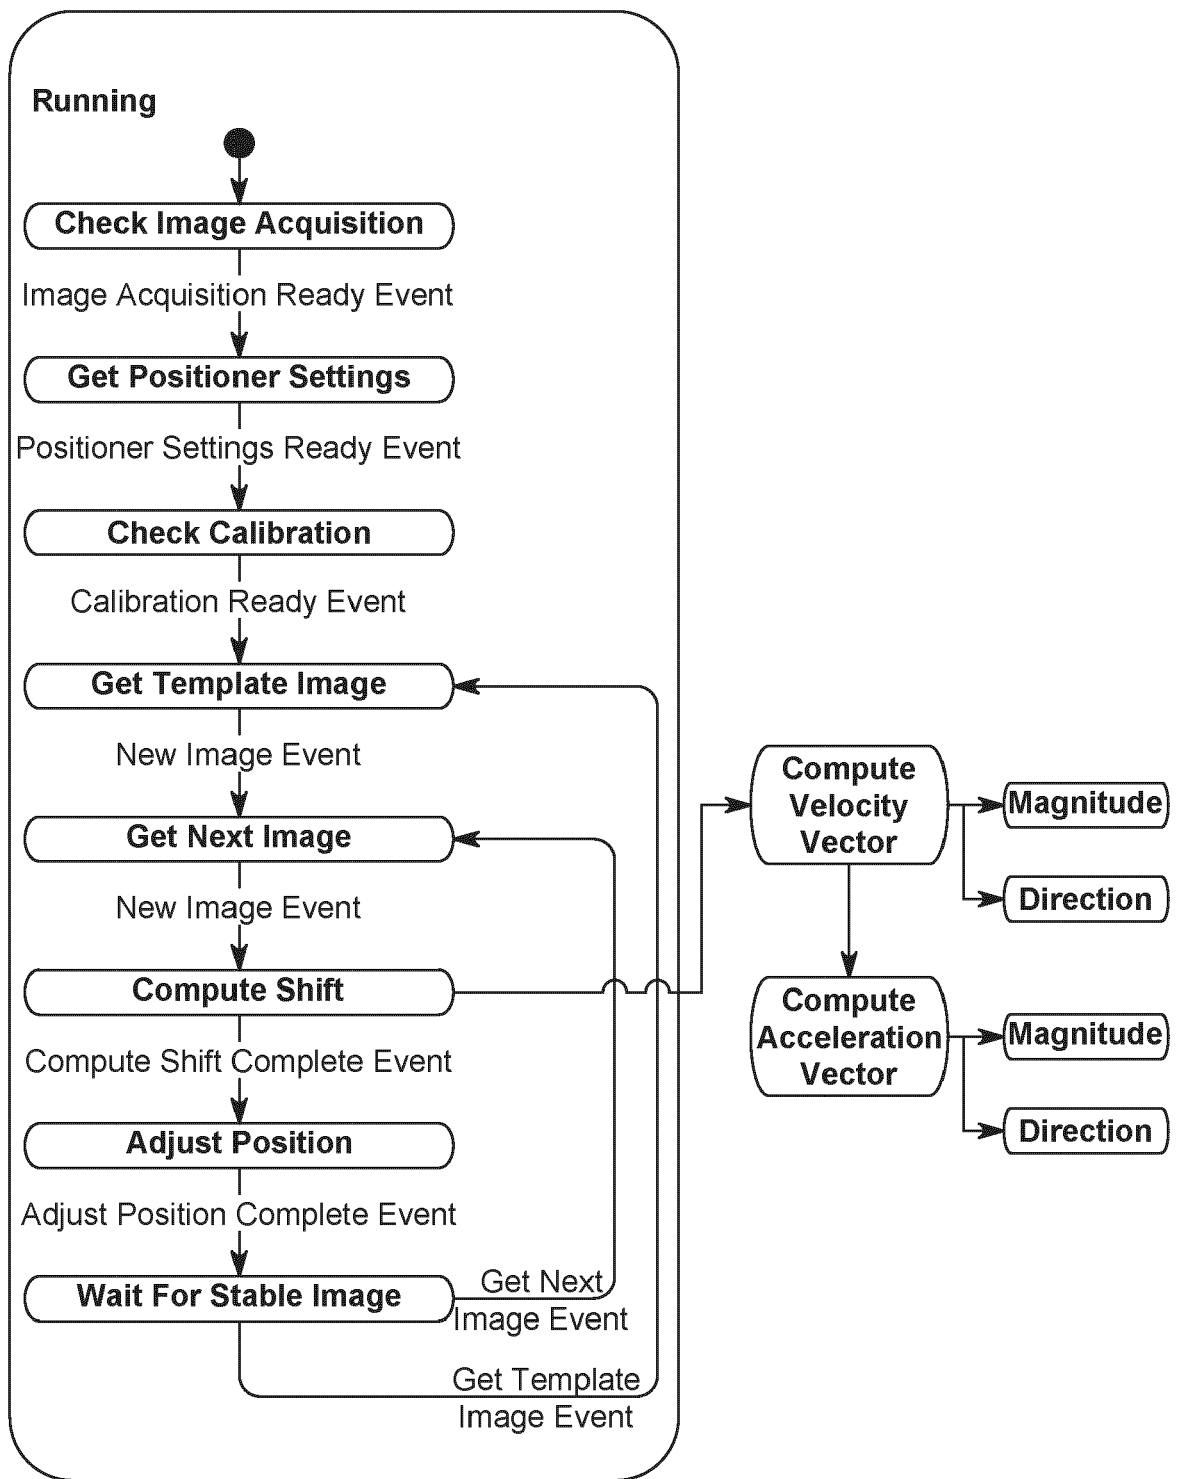 Running
Check Image Acquisition
Image Acquisition Ready Event
Get Positioner Settings
Positioner Settings Ready Event
Check Calibration
Calibration Ready Event
Get Template Image
New Image Event
Get Next Image
New Image Event
Compute Shift
Compute Shift Complete Event
Adjust Position
Adjust Position Complete Event
Wait For Stable Image
Get Next
Image Event
Get Template
Image Event
Compute
Velocity
Vector
Magnitude
Direction
Compute
Acceleration
Vector
Magnitude
Direction